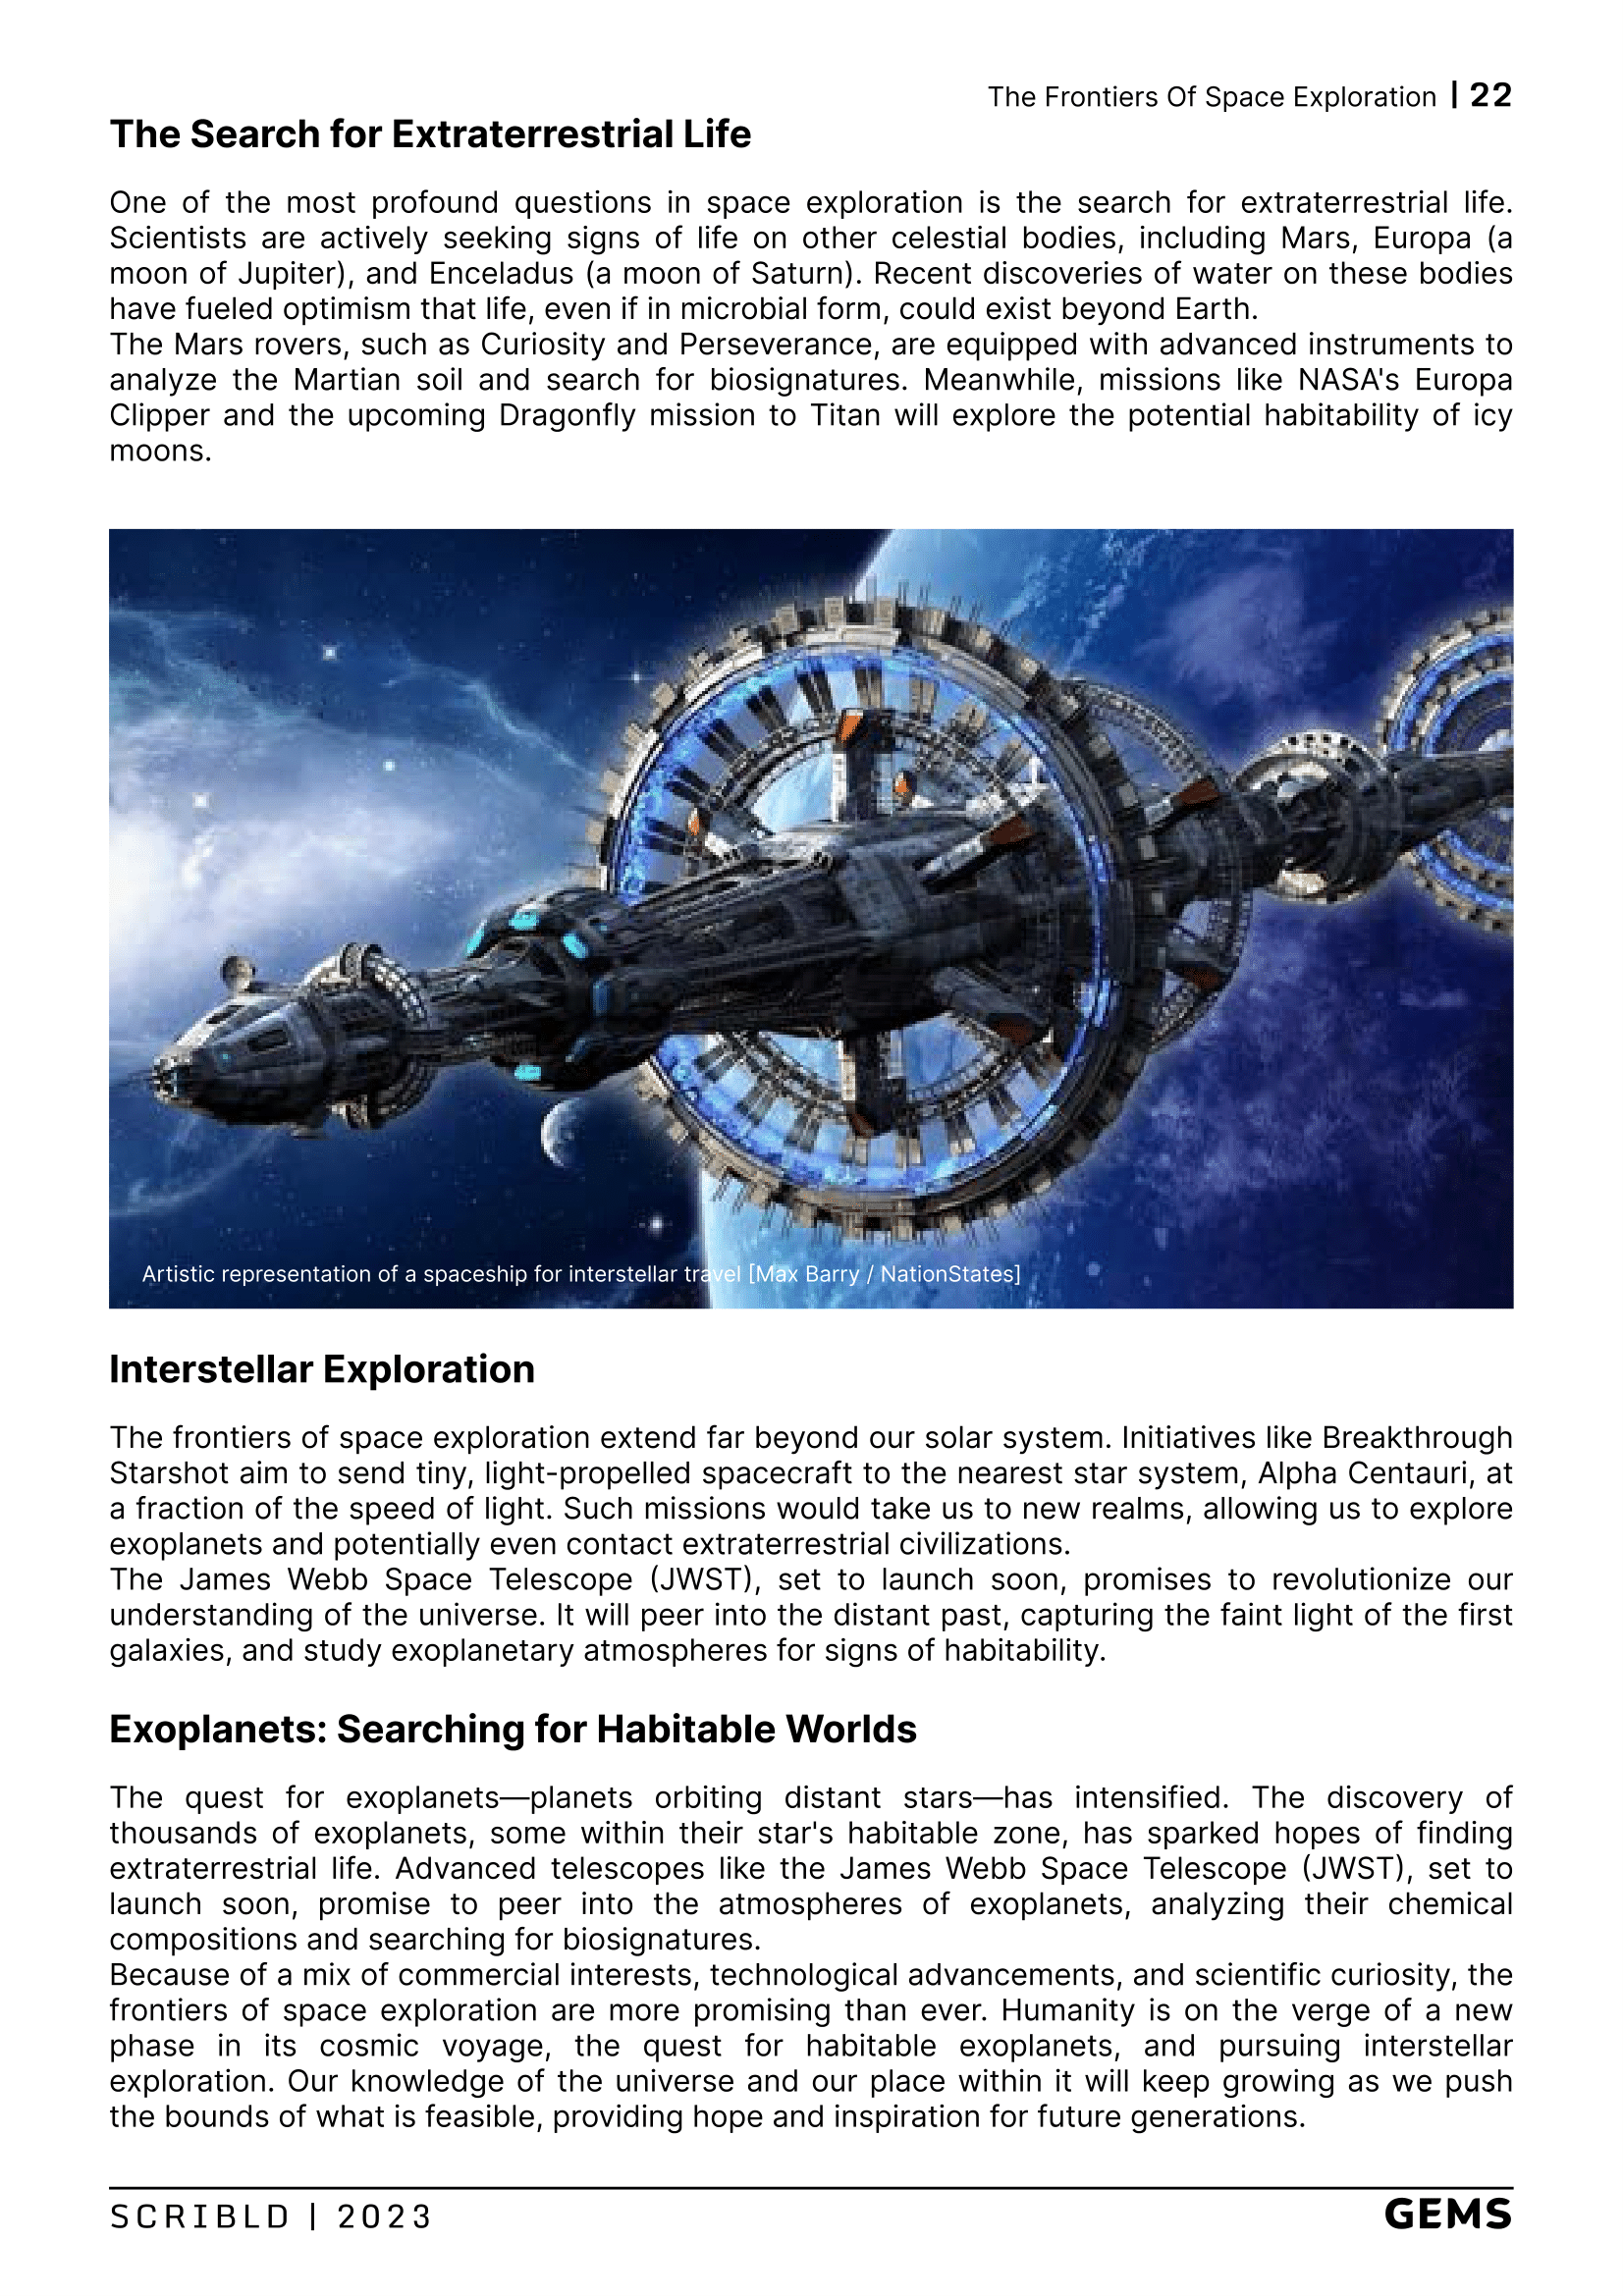 The Frontiers Of Space Exploration | 22
The Search for Extraterrestrial Life
One of the most profound questions in space exploration is the search for extraterrestrial life.
Scientists are actively seeking signs of life on other celestial bodies, including Mars, Europa (a
moon of Jupiter), and Enceladus (a moon of Saturn). Recent discoveries of water on these bodies
have fueled optimism that life, even if in microbial form, could exist beyond Earth.
The Mars rovers, such as Curiosity and Perseverance, are equipped with advanced instruments to
analyze the Martian soil and search for biosignatures. Meanwhile, missions like NASA's Europa
Clipper and the upcoming Dragonfly mission to Titan will explore the potential habitability of icy
moons.
Artistic representation of a spaceship for interstellar travel [Max Barry / NationStates]
Interstellar Exploration
The frontiers of space exploration extend far beyond our solar system. Initiatives like Breakthrough
Starshot aim to send tiny, light-propelled spacecraft to the nearest star system, Alpha Centauri, at
a fraction of the speed of light. Such missions would take us to new realms, allowing us to explore
exoplanets and potentially even contact extraterrestrial civilizations.
The James Webb Space Telescope (JWST), set to launch soon, promises to revolutionize our
understanding of the universe. It will peer into the distant past, capturing the faint light of the first
galaxies, and study exoplanetary atmospheres for signs of habitability.
Exoplanets: Searching for Habitable Worlds
The quest for exoplanets—planets orbiting distant stars—has intensified. The discovery of
thousands of exoplanets, some within their star's habitable zone, has sparked hopes of finding
extraterrestrial life. Advanced telescopes like the James Webb Space Telescope (JWST), set to
launch soon, promise to peer into the atmospheres of exoplanets, analyzing their chemical
compositions and searching for biosignatures.
Because of a mix of commercial interests, technological advancements, and scientific curiosity, the
frontiers of space exploration are more promising than ever. Humanity is on the verge of a new
phase in its cosmic voyage, the quest for habitable exoplanets, and pursuing interstellar
exploration. Our knowledge of the universe and our place within it will keep growing as we push
the bounds of what is feasible, providing hope and inspiration for future generations.
SCRIBLD | 2023
GEMS